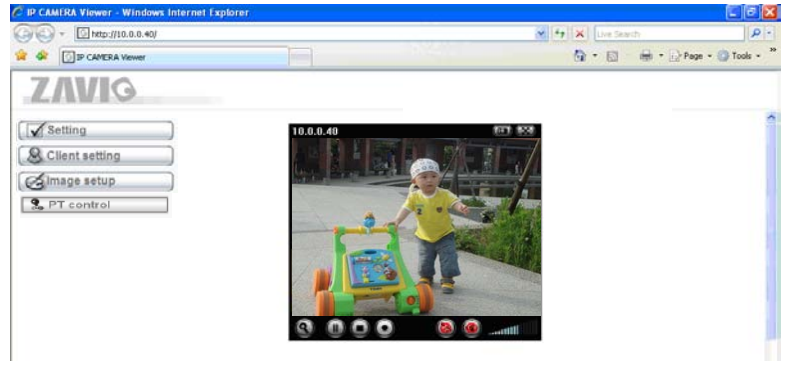 IP CAMERA Viewer - Windows Internet Explorer
http://10.0.0.40/
Live Search
IP CAMERA Viewer
Page
Tools
ZAVIO
Setting
10.0.0.40
Client setting
Image setup
PT control